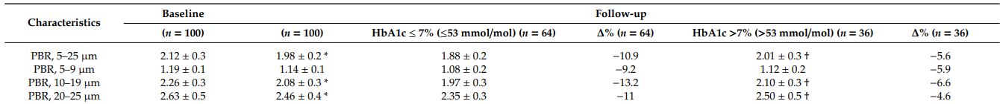 Characteristics Baseline Follow-up
(n = 100) (n = 100) HbA1c ≤ 7% (≤53 mmol/mol) (n = 64) Δ% (n = 64) HbA1c >7% (>53 mmol/mol) (n = 36) Δ% (n = 36)
PBR, 5–25 μm 2.12 ± 0.3 1.98 ± 0.2 * 1.88 ± 0.2 −10.9 2.01 ± 0.3 † −5.6
PBR, 5–9 μm 1.19 ± 0.1 1.14 ± 0.1 1.08 ± 0.2 −9.2 1.12 ± 0.2 −5.9
PBR, 10–19 μm 2.26 ± 0.3 2.08 ± 0.3 * 1.97 ± 0.3 −13.2 2.10 ± 0.3 † −6.6
PBR, 20–25 μm 2.63 ± 0.5 2.46 ± 0.4 * 2.35 ± 0.3 −11 2.50 ± 0.5 † −4.6